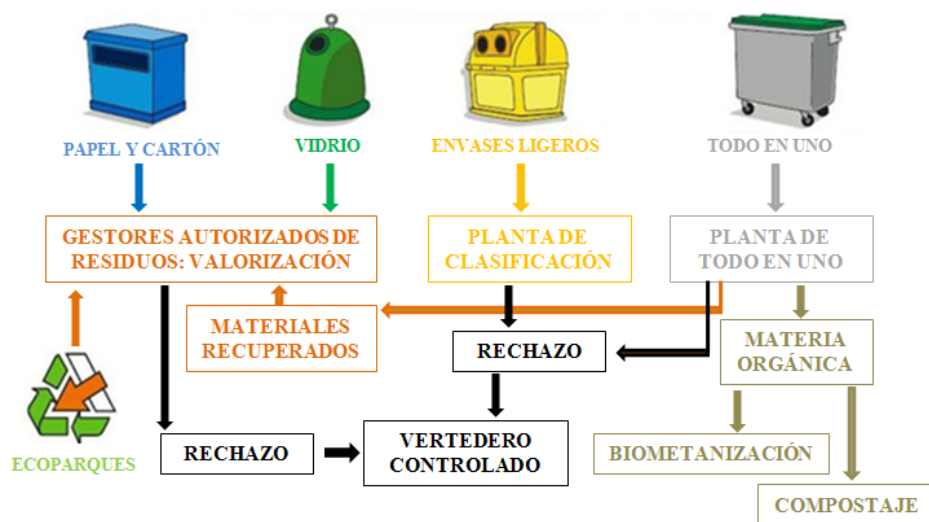 PAPEL Y CARTÓN
VIDRIO
ENVASES LIGEROS
TODO EN UNO
GESTORES AUTORIZADOS DE
RESIDUOS: VALORIZACIÓN
PLANTA DE
CLASIFICACIÓN
PLANTA DE
TODO EN UNO
MATERIALES
RECUPERADOS
RECHAZO
MATERIA
ORGÁNICA
ECOPARQUES
RECHAZO
VERTEDERO
CONTROLADO
BIOMETANIZACIÓN
COMPOSTAJE